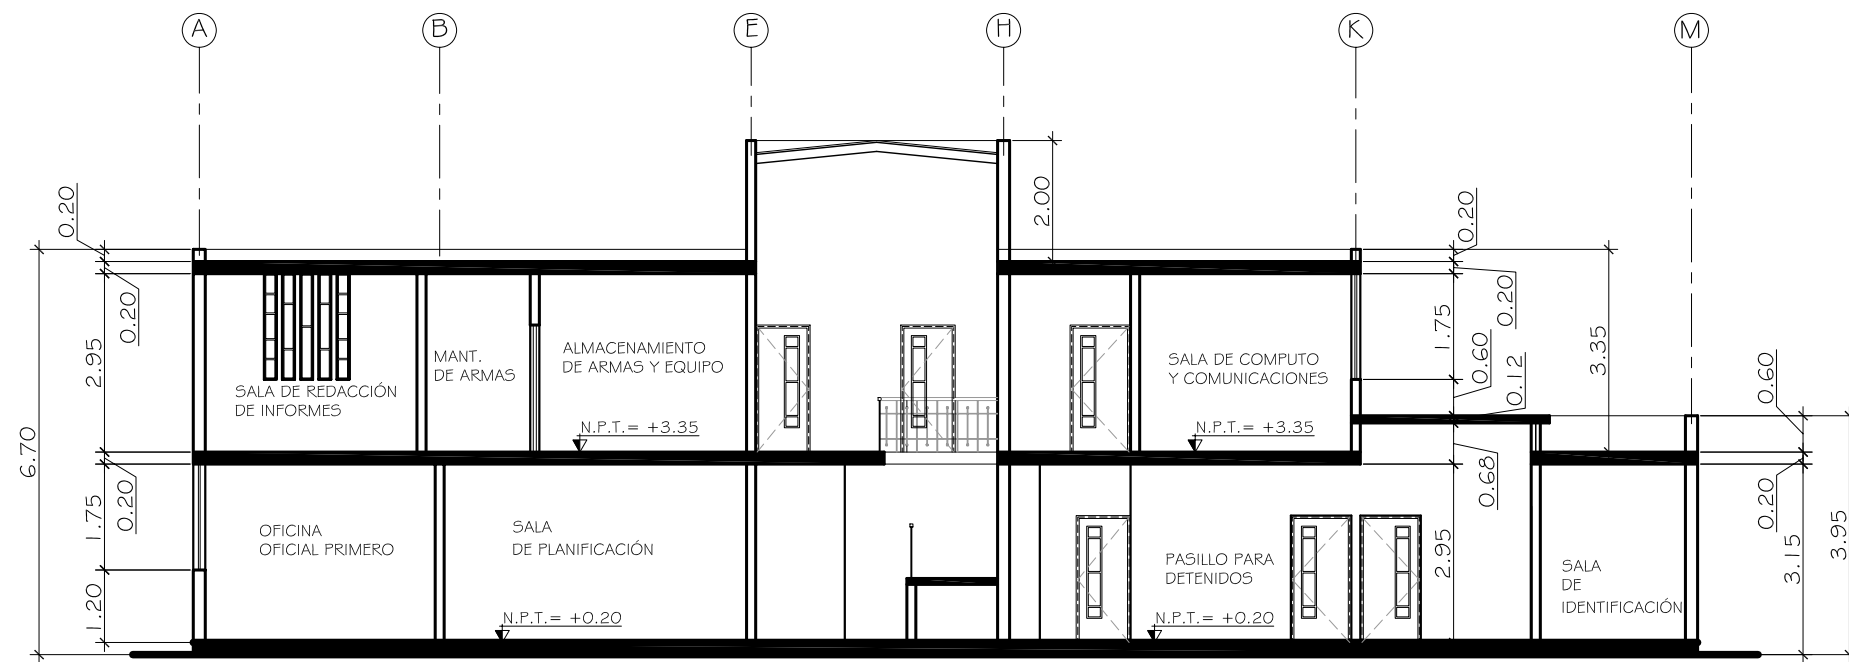 A
B
E
H
K
M
0.20
2.00
0.20
0.20
0.20
1.75
0.60
0.12
3.35
0.60
2.95
MANT.
DE ARMAS
ALMACENAMIENTO
DE ARMAS Y EQUIPO
SALA DE COMPUTO
Y COMUNICACIONES
SALA DE REDACCIÓN
DE INFORMES
N.P.T.= +3.35
N.P.T.= +3.35
6.70
0.20
1.75
0.68
0.20
OFICINA
OFICIAL PRIMERO
SALA
DE PLANIFICACIÓN
2.95
3.15
3.95
PASILLO PARA
DETENIDOS
SALA
DE
IDENTIFICACIÓN
1.20
N.P.T.= +0.20
N.P.T.= +0.20